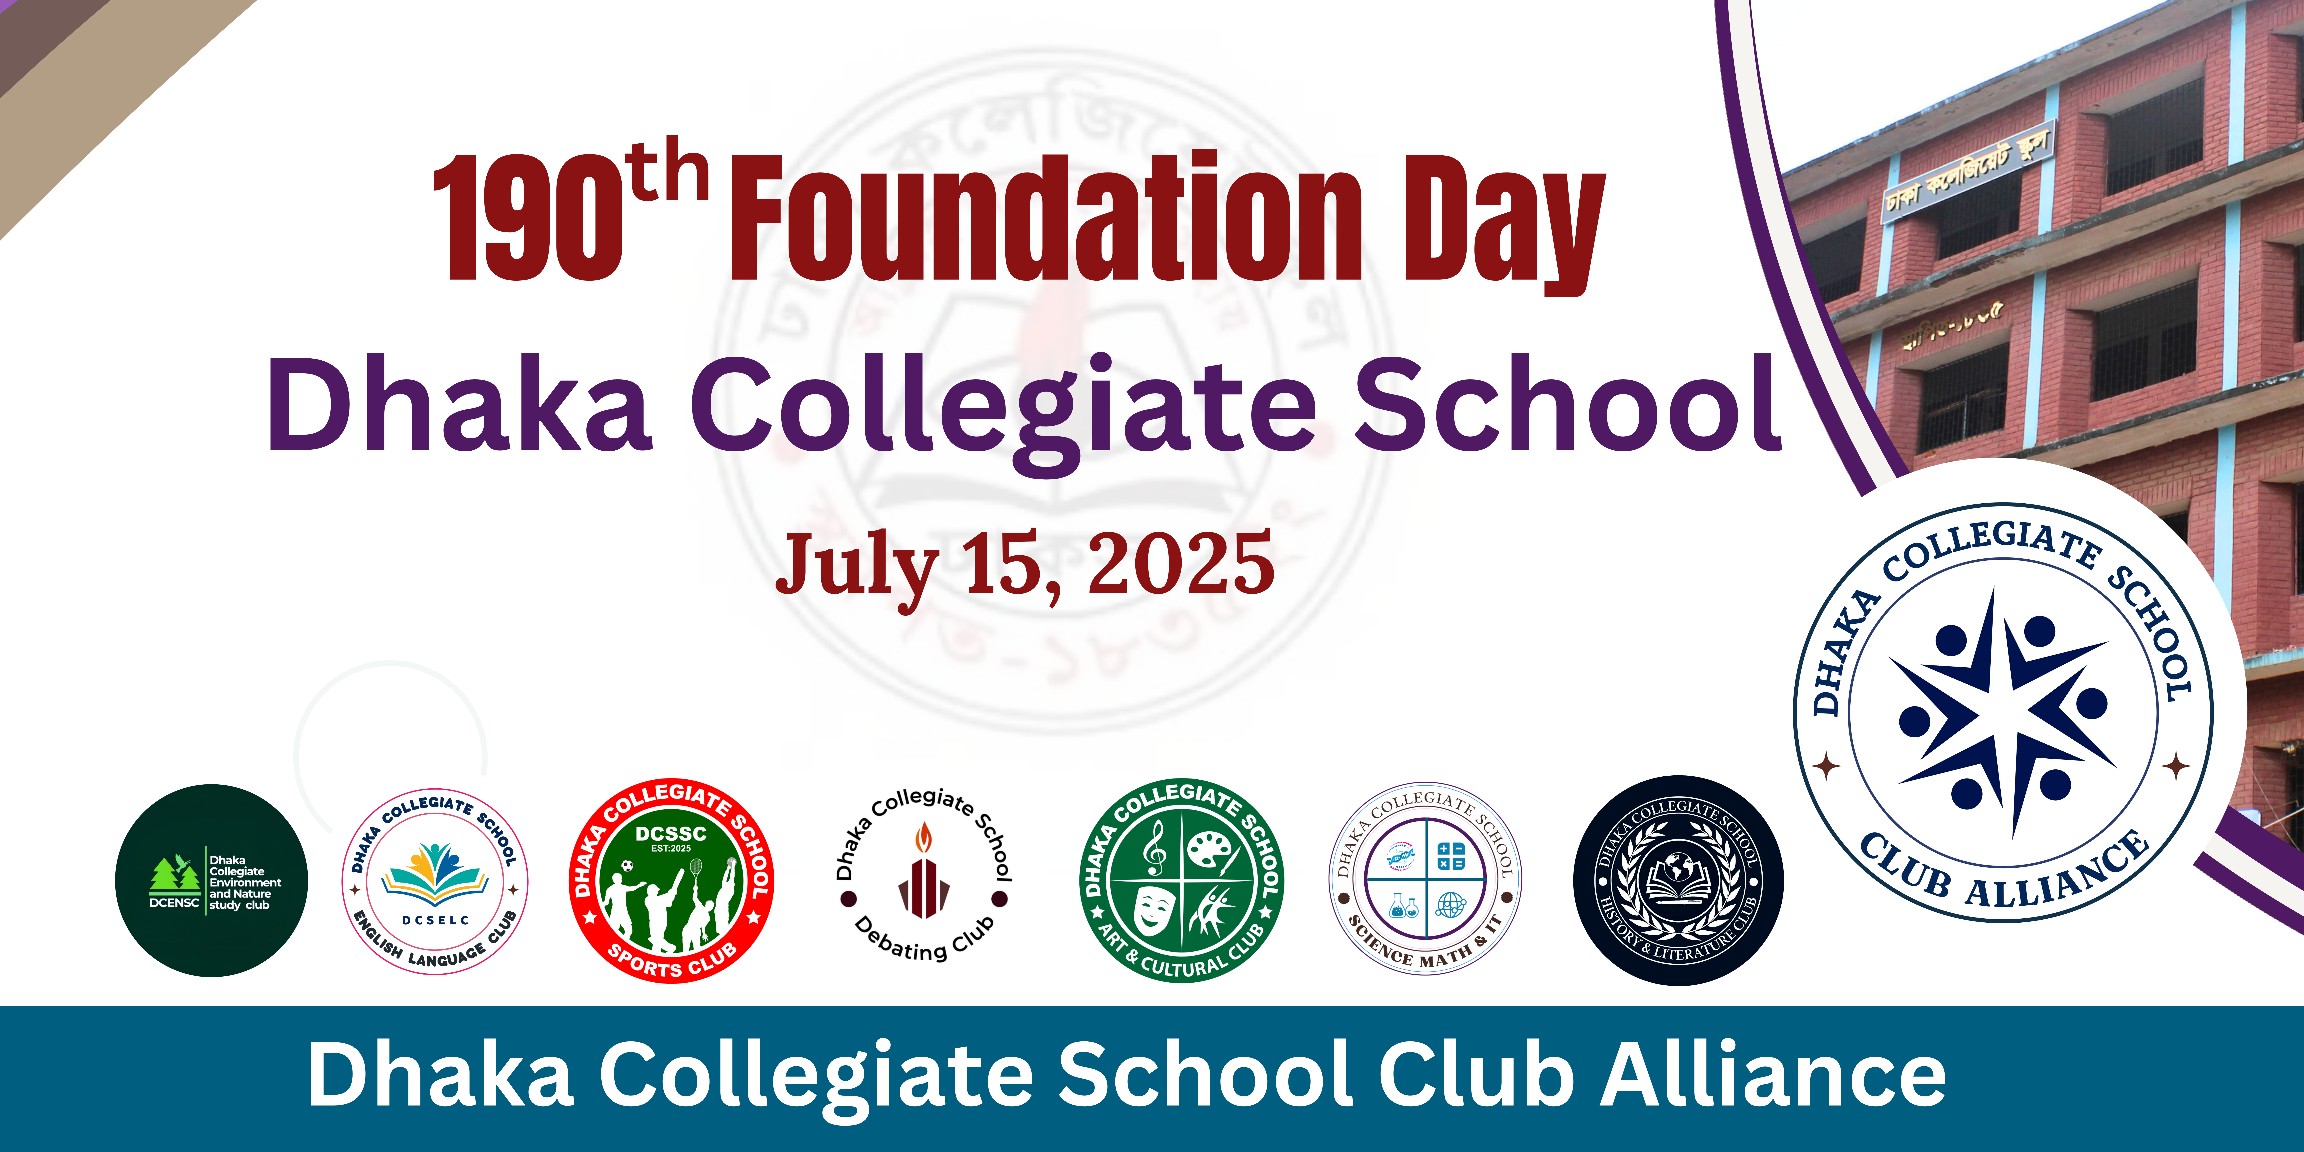 190th Foundation Day
Dhaka Collegiate School
July 15, 2025
ঢাকা কলেজিয়েট স্কুল
স্থাপিত-১৮৩৫
ঢাকা কলেজিয়েট স্কুল
স্থাপিত-১৮৩৫
DHAKA COLLEGIATE SCHOOL
CLUB ALLIANCE
DCENSC
Dhaka
Collegiate
Environment
and Nature
study club
DHAKA COLLEGIATE SCHOOL
DCSELC
ENGLISH LANGUAGE CLUB
DHAKA COLLEGIATE SCHOOL
DCSSC
EST:2025
SPORTS CLUB
Dhaka Collegiate School
Debating Club
DHAKA COLLEGIATE SCHOOL
ART & CULTURAL CLUB
DHAKA COLLEGIATE SCHOOL
SCIENCE MATH & IT
DHAKA COLLEGIATE SCHOOL
HISTORY & LITERATURE CLUB
Dhaka Collegiate School Club Alliance